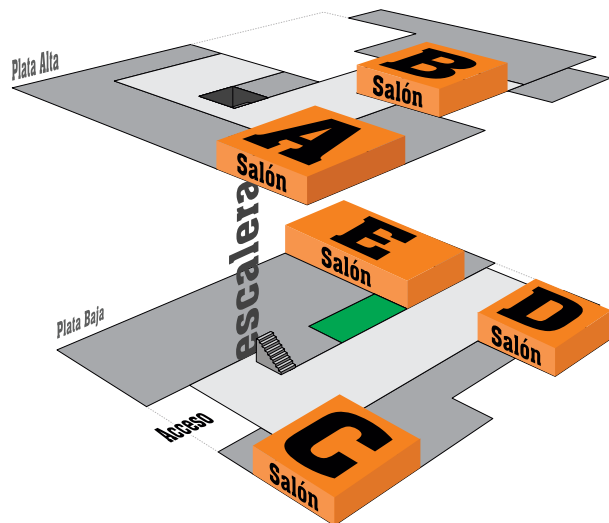 Plata Alta
B
Salón
A
Salón
escalera
E
Salón
Plata Baja
D
Salón
Acceso
C
Salón